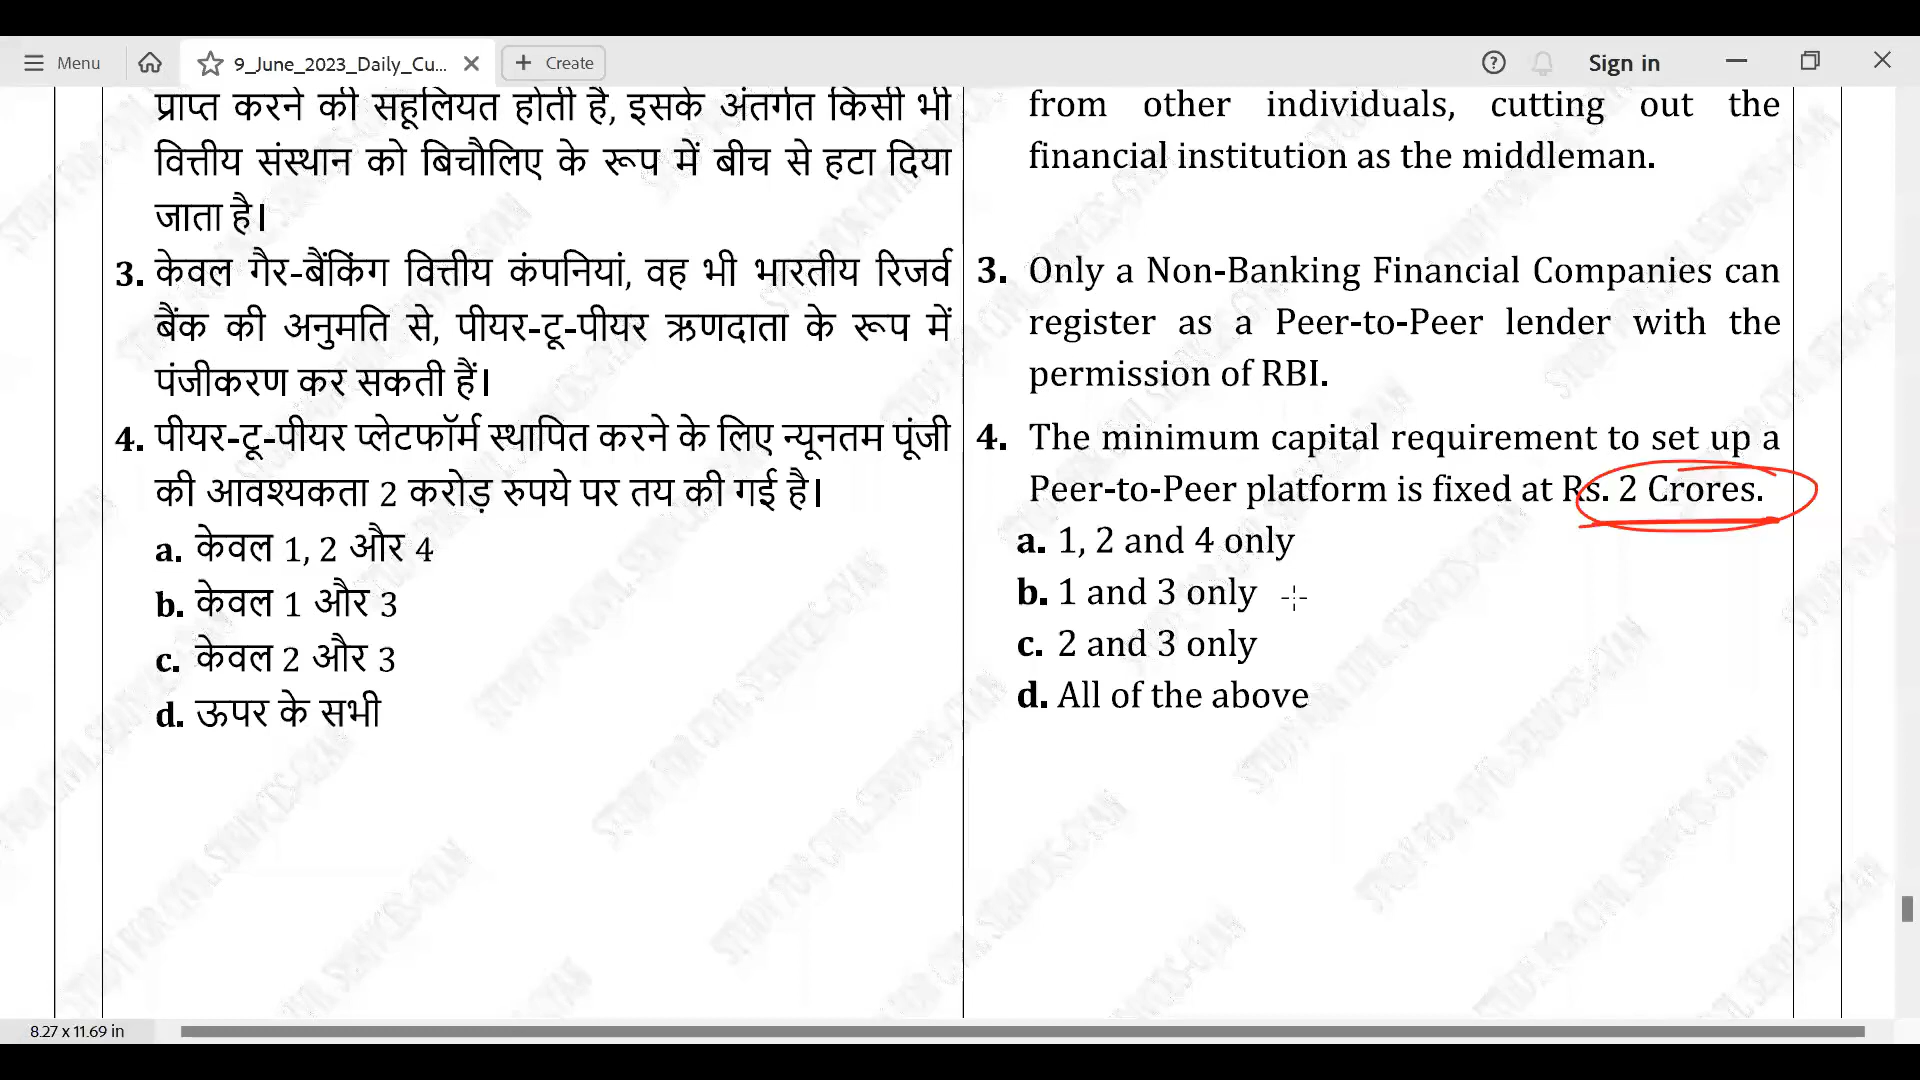 Menu
9_June_2023_Daily_Cu...
Create
Sign in
प्राप्त करने की सहूलियत होती है, इसके अंतर्गत किसी भी
वित्तीय संस्थान को बिचौलिए के रूप में बीच से हटा दिया
जाता है।
3. केवल गैर-बैंकिंग वित्तीय कंपनियां, वह भी भारतीय रिजर्व
बैंक की अनुमति से, पीयर-टू-पीयर ऋणदाता के रूप में
पंजीकरण कर सकती हैं।
4. पीयर-टू-पीयर प्लेटफॉर्म स्थापित करने के लिए न्यूनतम पूंजी
की आवश्यकता 2 करोड़ रुपये पर तय की गई है।
a. केवल 1, 2 और 4
b. केवल 1 और 3
c. केवल 2 और 3
d. ऊपर के सभी
from other individuals, cutting out the
financial institution as the middleman.
3. Only a Non-Banking Financial Companies can
register as a Peer-to-Peer lender with the
permission of RBI.
4. The minimum capital requirement to set up a
Peer-to-Peer platform is fixed at Rs. 2 Crores.
a. 1, 2 and 4 only
b. 1 and 3 only
c. 2 and 3 only
d. All of the above
8.27 x 11.69 in